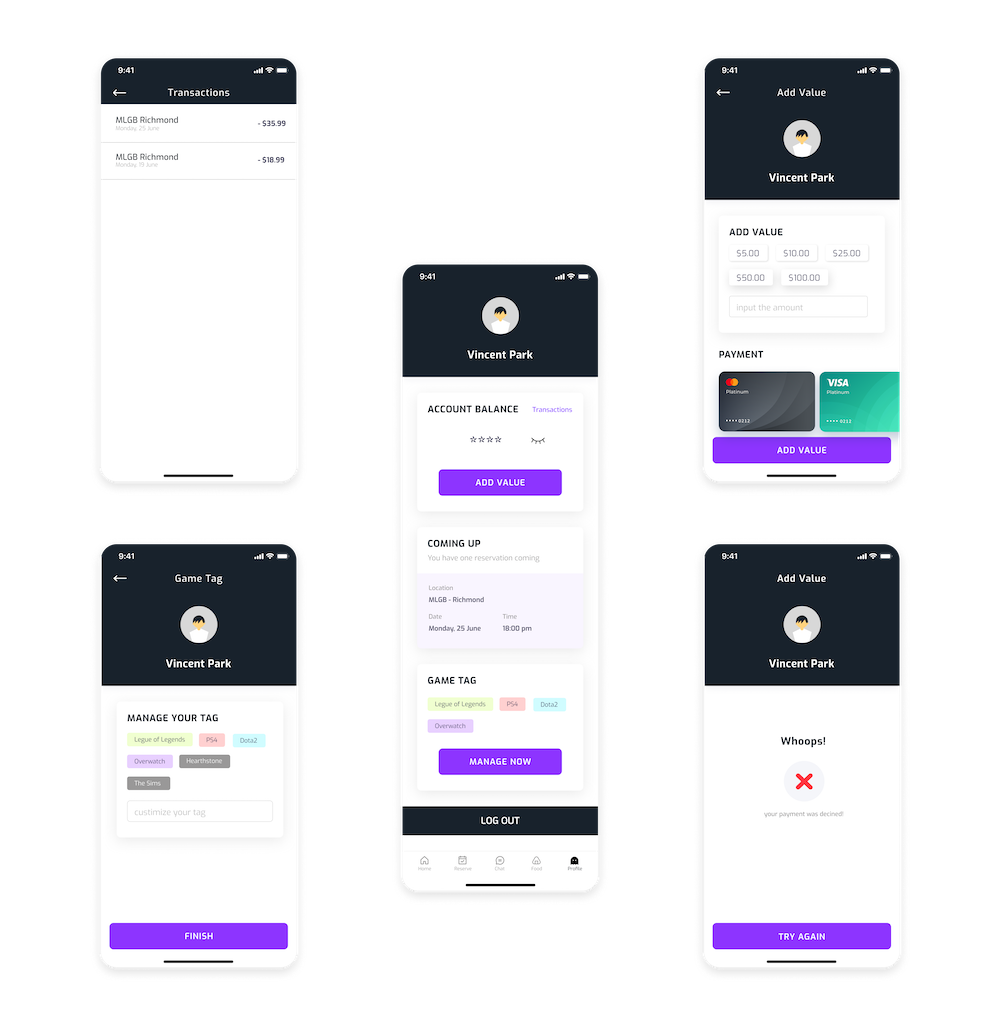 9:41
Transactions
MLGB Richmond
Monday, 25 June
- $35.99
MLGB Richmond
Monday, 19 June
- $18.99
9:41
Add Value
Vincent Park
ADD VALUE
$5.00 $10.00 $25.00
$50.00 $100.00
input the amount
PAYMENT
Platinum
•••• 0212
VISA
Platinum
•••• 0213
ADD VALUE
9:41
Vincent Park
ACCOUNT BALANCE Transactions
ADD VALUE
COMING UP
You have one reservation coming
Location
MLGB - Richmond
Date Time
Monday, 25 June 18:00 pm
GAME TAG
Legue of Legends PS4 Dota2
Overwatch
MANAGE NOW
LOG OUT
Home Reserve Chat Food Profile
9:41
Game Tag
Vincent Park
MANAGE YOUR TAG
Legue of Legends PS4 Dota2
Overwatch Hearthstone
The Sims
custimize your tag
FINISH
9:41
Add Value
Vincent Park
Whoops!
your payment was decined!
TRY AGAIN